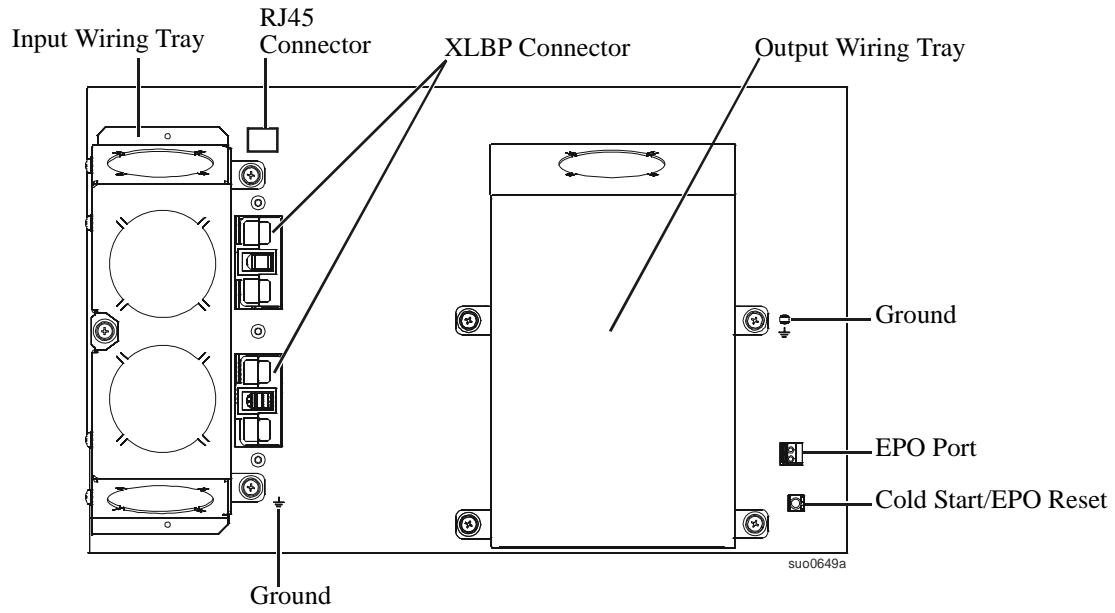 RJ45
Connector
Input Wiring Tray
XLBP Connector
Output Wiring Tray
Ground
EPO Port
Cold Start/EPO Reset
suo0649a
Ground